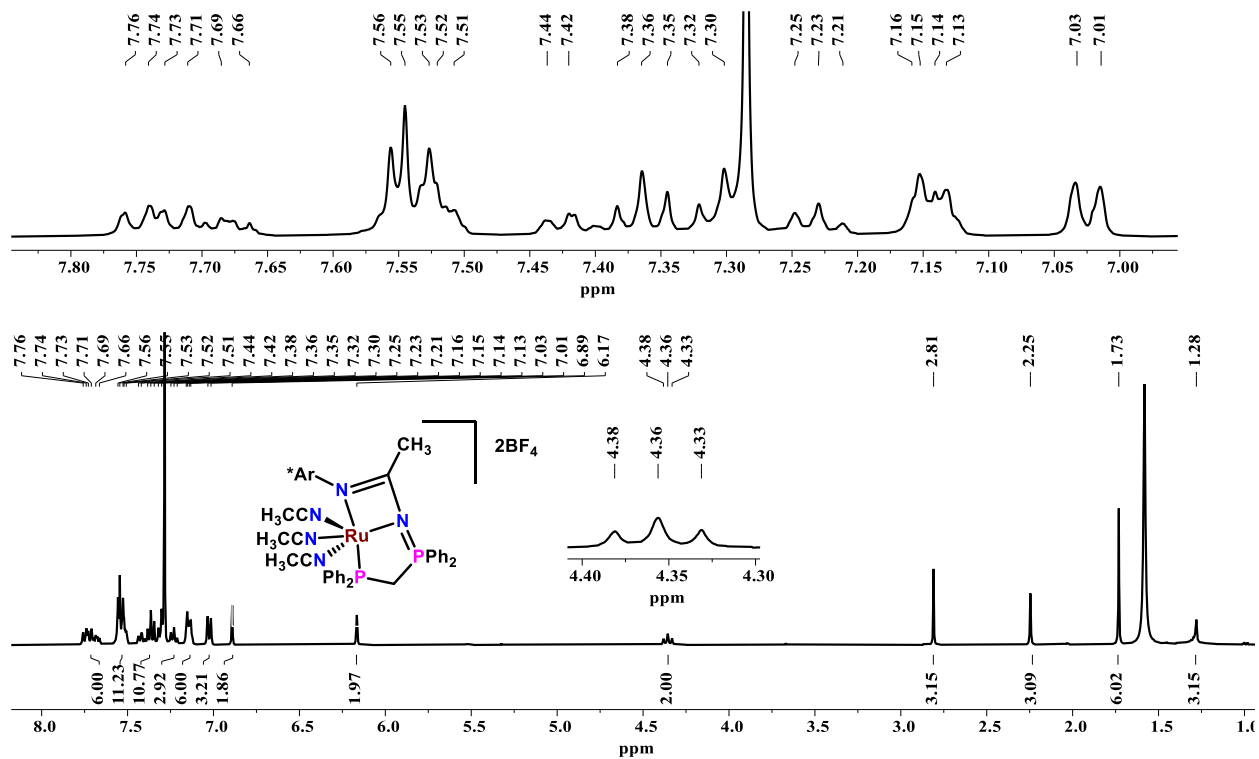 7.76 7.74 7.73 7.71 7.69 7.66 7.56 7.55 7.53 7.52 7.51 7.44 7.42 7.38 7.36 7.35 7.32 7.30 7.25 7.23 7.21 7.16 7.15 7.14 7.13 7.03 7.01
7.80 7.75 7.70 7.65 7.60 7.55 7.50 7.45 7.40 7.35 7.30 7.25 7.20 7.15 7.10 7.05 7.00
ppm
7.76 7.74 7.73 7.71 7.69 7.66 7.56 7.55 7.53 7.52 7.51 7.44 7.42 7.38 7.36 7.35 7.32 7.30 7.25 7.23 7.21 7.16 7.15 7.14 7.13 7.03 7.01 6.89 6.17 4.38 4.36 4.33 2.81 2.25 1.73 1.28
CH3
2BF4
*Ar
N
N
H3CCN
H3CCN
H3CCN
Ru
Ph2P
PPh2
4.38 4.36 4.33
4.40 4.35 4.30
ppm
6.00 11.23 10.77 2.92 6.00 3.21 1.86 1.97 2.00 3.15 3.09 6.02 3.15
8.0 7.5 7.0 6.5 6.0 5.5 5.0 4.5 4.0 3.5 3.0 2.5 2.0 1.5 1.0
ppm